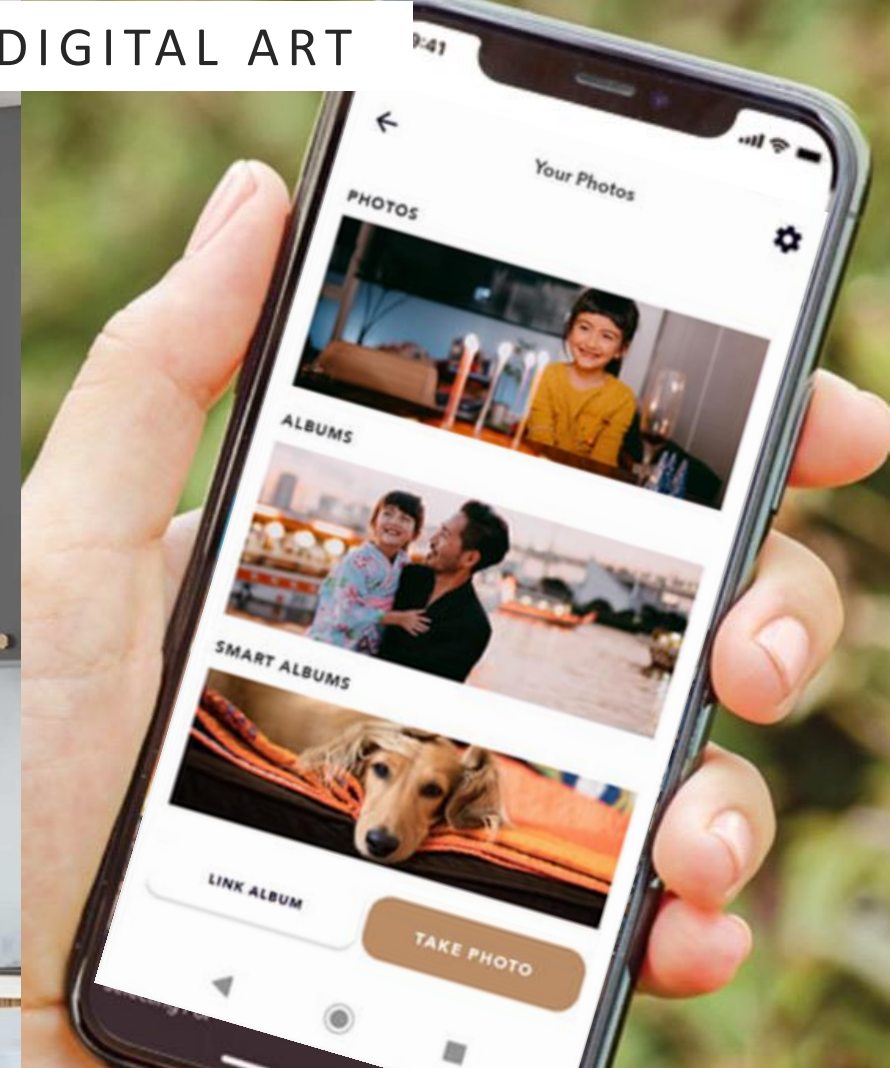 DIGITAL ART
9:41
Your Photos
PHOTOS
ALBUMS
SMART ALBUMS
LINK ALBUM
TAKE PHOTO